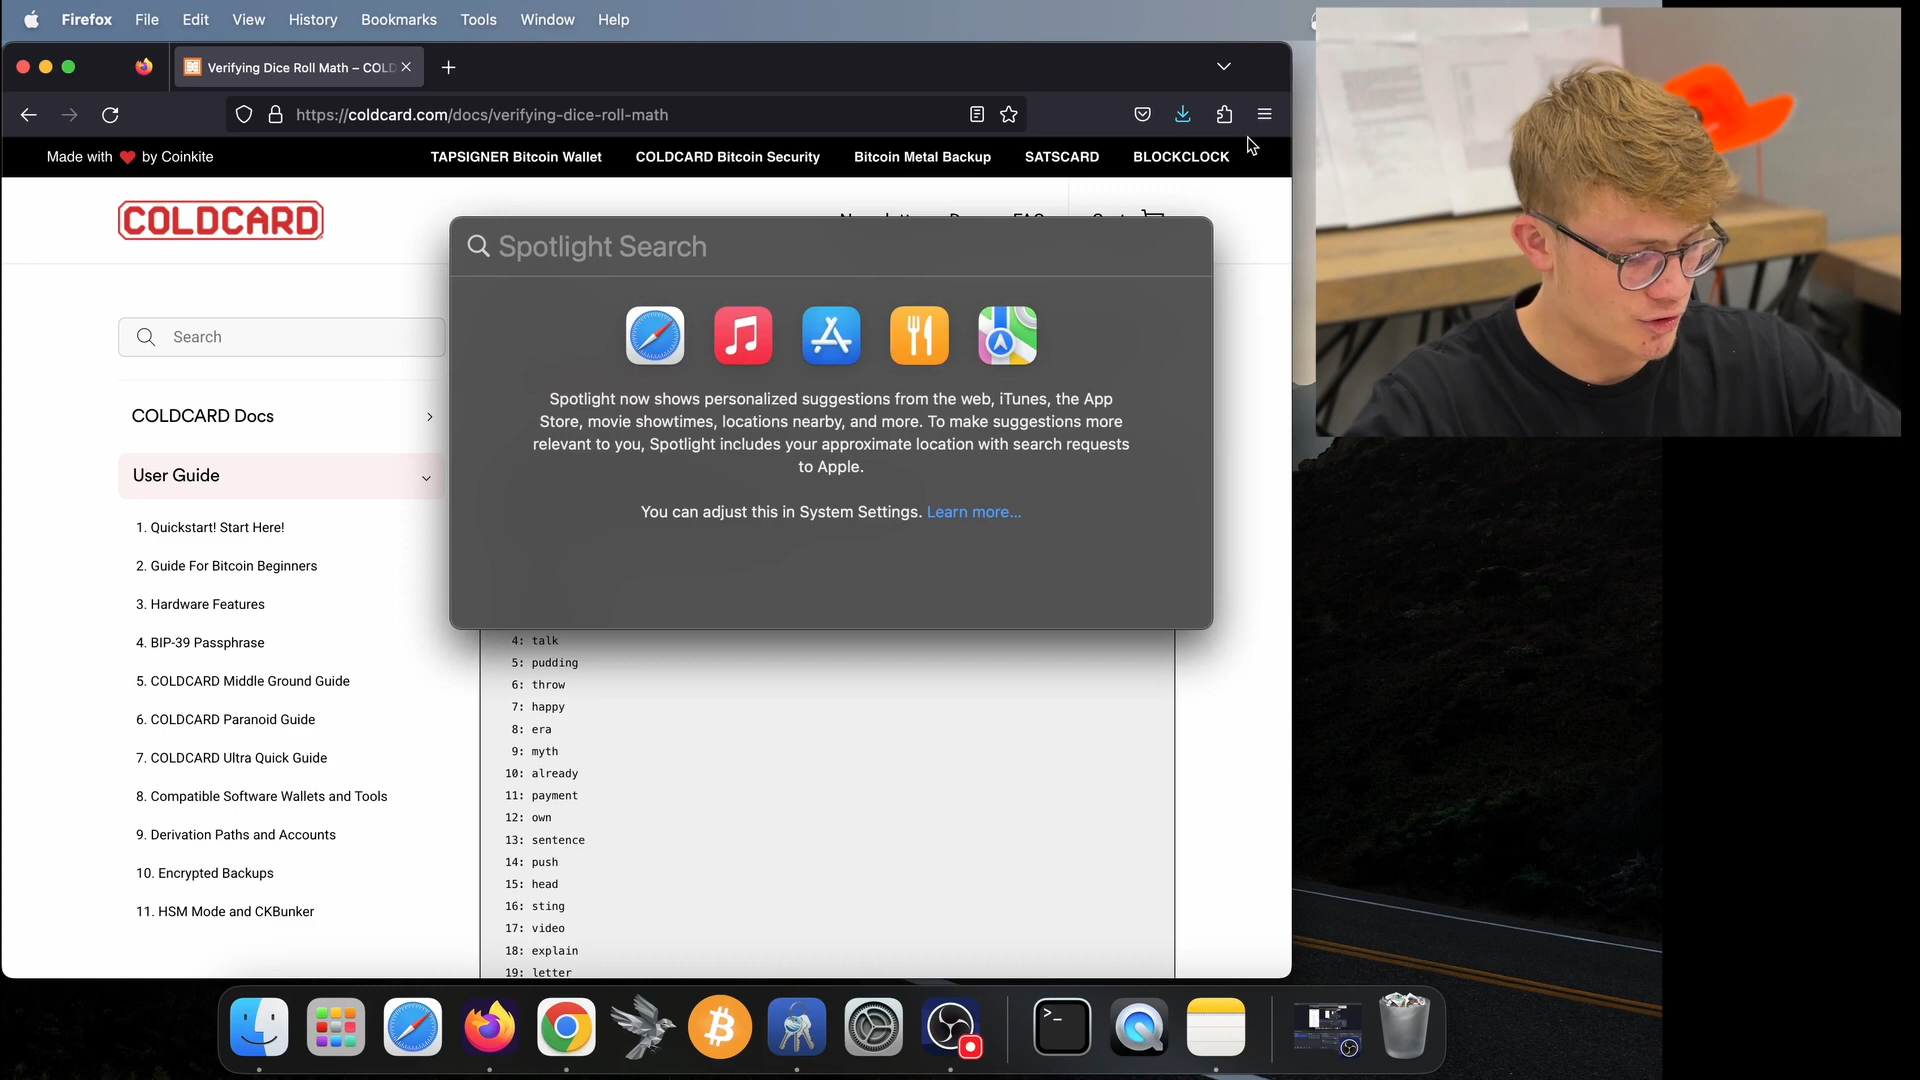 Firefox File Edit View History Bookmarks Tools Window Help
Verifying Dice Roll Math – COLD
https://coldcard.com/docs/verifying-dice-roll-math
Made with by Coinkite
TAPSIGNER Bitcoin Wallet COLDCARD Bitcoin Security Bitcoin Metal Backup SATSCARD BLOCKCLOCK
COLDCARD
Spotlight Search
Spotlight now shows personalized suggestions from the web, iTunes, the App
Store, movie showtimes, locations nearby, and more. To make suggestions more
relevant to you, Spotlight includes your approximate location with search requests
to Apple.
You can adjust this in System Settings. Learn more...
Search
COLDCARD Docs
User Guide
1. Quickstart! Start Here!
2. Guide For Bitcoin Beginners
3. Hardware Features
4. BIP-39 Passphrase
5. COLDCARD Middle Ground Guide
6. COLDCARD Paranoid Guide
7. COLDCARD Ultra Quick Guide
8. Compatible Software Wallets and Tools
9. Derivation Paths and Accounts
10. Encrypted Backups
11. HSM Mode and CKBunker
4: talk
5: pudding
6: throw
7: happy
8: era
9: myth
10: already
11: payment
12: own
13: sentence
14: push
15: head
16: sting
17: video
18: explain
19: letter